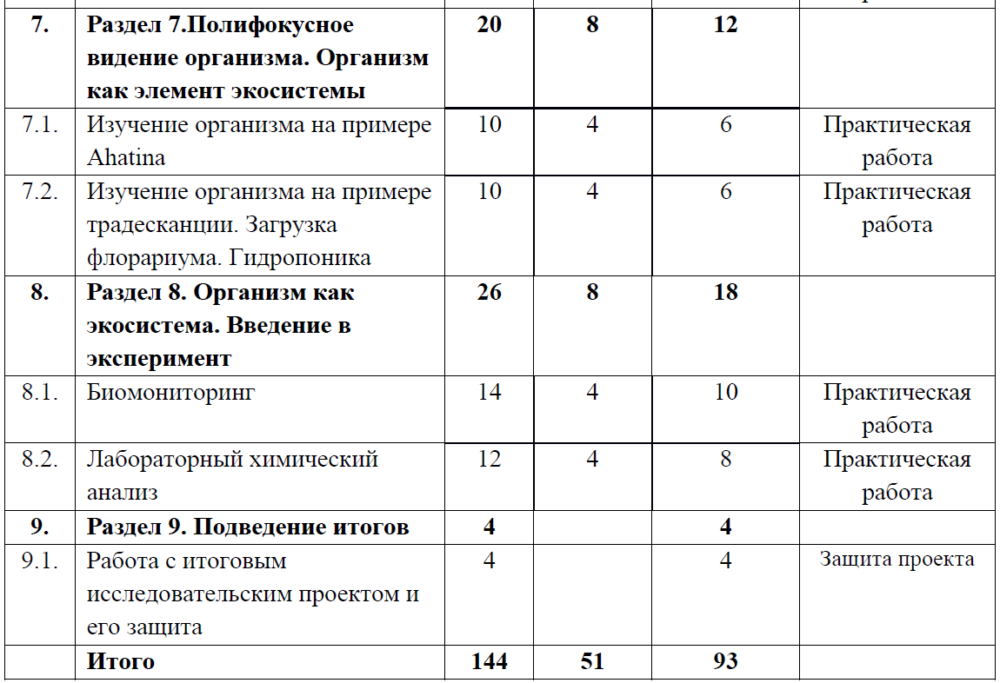 7. Раздел 7.Полифокусное 20 8 12
видение организма. Организм
как элемент экосистемы
7.1. Изучение организма на примере 10 4 6 Практическая
Ahatina работа
7.2. Изучение организма на примере 10 4 6 Практическая
традесканции. Загрузка работа
флорариума. Гидропоника
8. Раздел 8. Организм как 26 8 18
экосистема. Введение в
эксперимент
8.1. Биомониторинг 14 4 10 Практическая
работа
8.2. Лабораторный химический 12 4 8 Практическая
анализ работа
9. Раздел 9. Подведение итогов 4 4
9.1. Работа с итоговым 4 4 Защита проекта
исследовательским проектом и
его защита
Итого 144 51 93